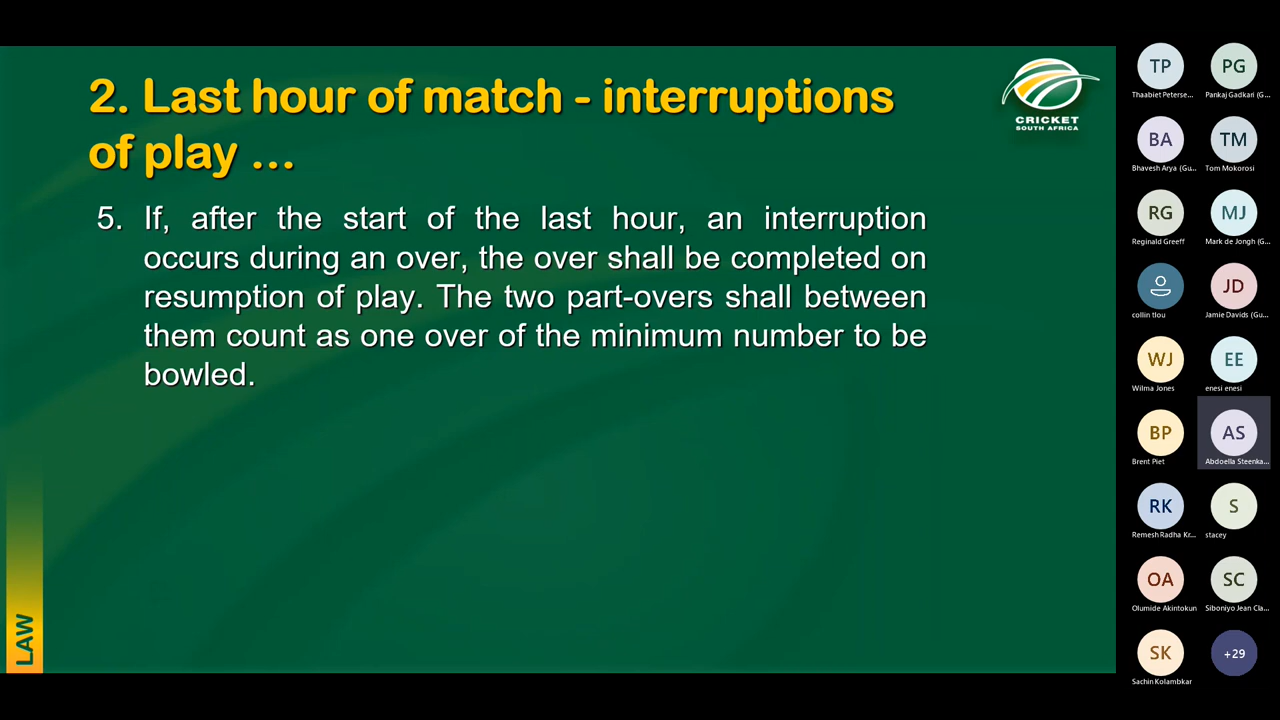 2. Last hour of match - interruptions
of play ...
CRICKET
SOUTH AFRICA
5. If, after the start of the last hour, an interruption
occurs during an over, the over shall be completed on
resumption of play. The two part-overs shall between
them count as one over of the minimum number to be
bowled.
LAW
TP
Thaabiet Peterse...
PG
Pankaj Gadkari (G...
BA
Bhavesh Arya (Gu...
TM
Tom Mokorosi
RG
Reginald Greeff
MJ
Mark de Jongh (G...
collin tlou
JD
Jamie Davids (Gu...
WJ
Wilma Jones
EE
enesi enesi
BP
Brent Piet
AS
Abdoella Steenka...
RK
Remesh Radha Kr...
S
stacey
OA
Olumide Akintokun
SC
Siboniyo Jean Cla...
SK
Sachin Kolambkar
+29